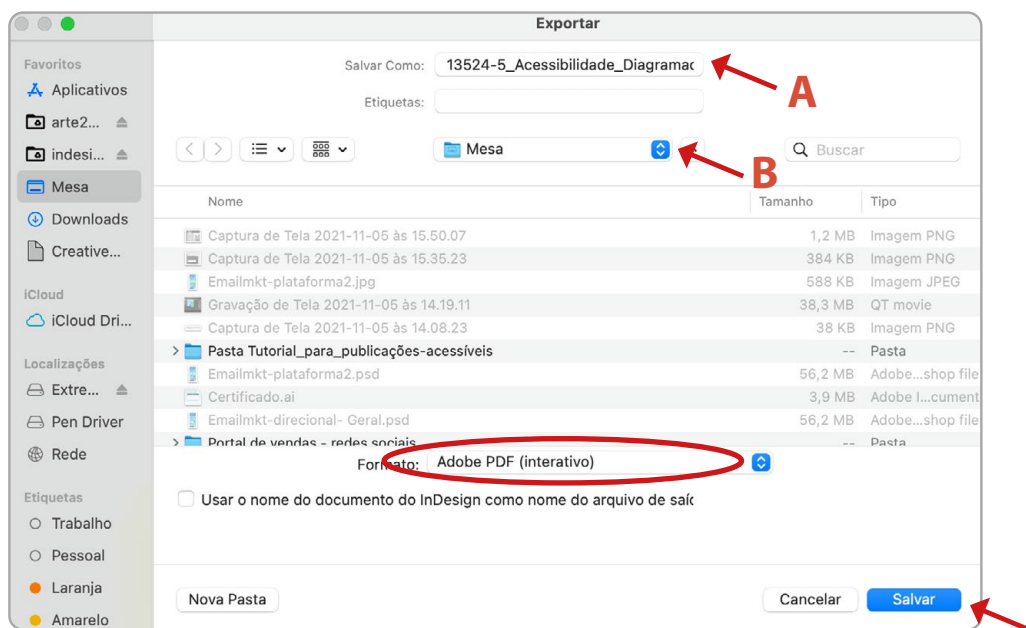 Exportar
Favoritos
Aplicativos
arte2...
indesi...
Mesa
Downloads
Creative...
iCloud
iCloud Dri...
Localizações
Extre...
Pen Driver
Rede
Etiquetas
Trabalho
Pessoal
Laranja
Amarelo
Salvar Como: 13524-5_Acessibilidade_Diagramac
A
Etiquetas:
Mesa
Buscar
B
Nome Tamanho Tipo
Captura de Tela 2021-11-05 às 15.50.07 1,2 MB Imagem PNG
Captura de Tela 2021-11-05 às 15.35.23 384 KB Imagem PNG
Emailmkt-plataforma2.jpg 588 KB Imagem JPEG
Gravação de Tela 2021-11-05 às 14.19.11 38,3 MB QT movie
Captura de Tela 2021-11-05 às 14.08.23 38 KB Imagem PNG
Pasta Tutorial_para_publicações-acessíveis -- Pasta
Emailmkt-plataforma2.psd 56,2 MB Adobe...shop file
Certificado.ai 3,9 MB Adobe I...cument
Emailmkt-direcional- Geral.psd 56,2 MB Adobe...shop file
Portal de vendas - redes sociais -- Pasta
Formato: Adobe PDF (interativo)
Usar o nome do documento do InDesign como nome do arquivo de saíd
Nova Pasta Cancelar Salvar